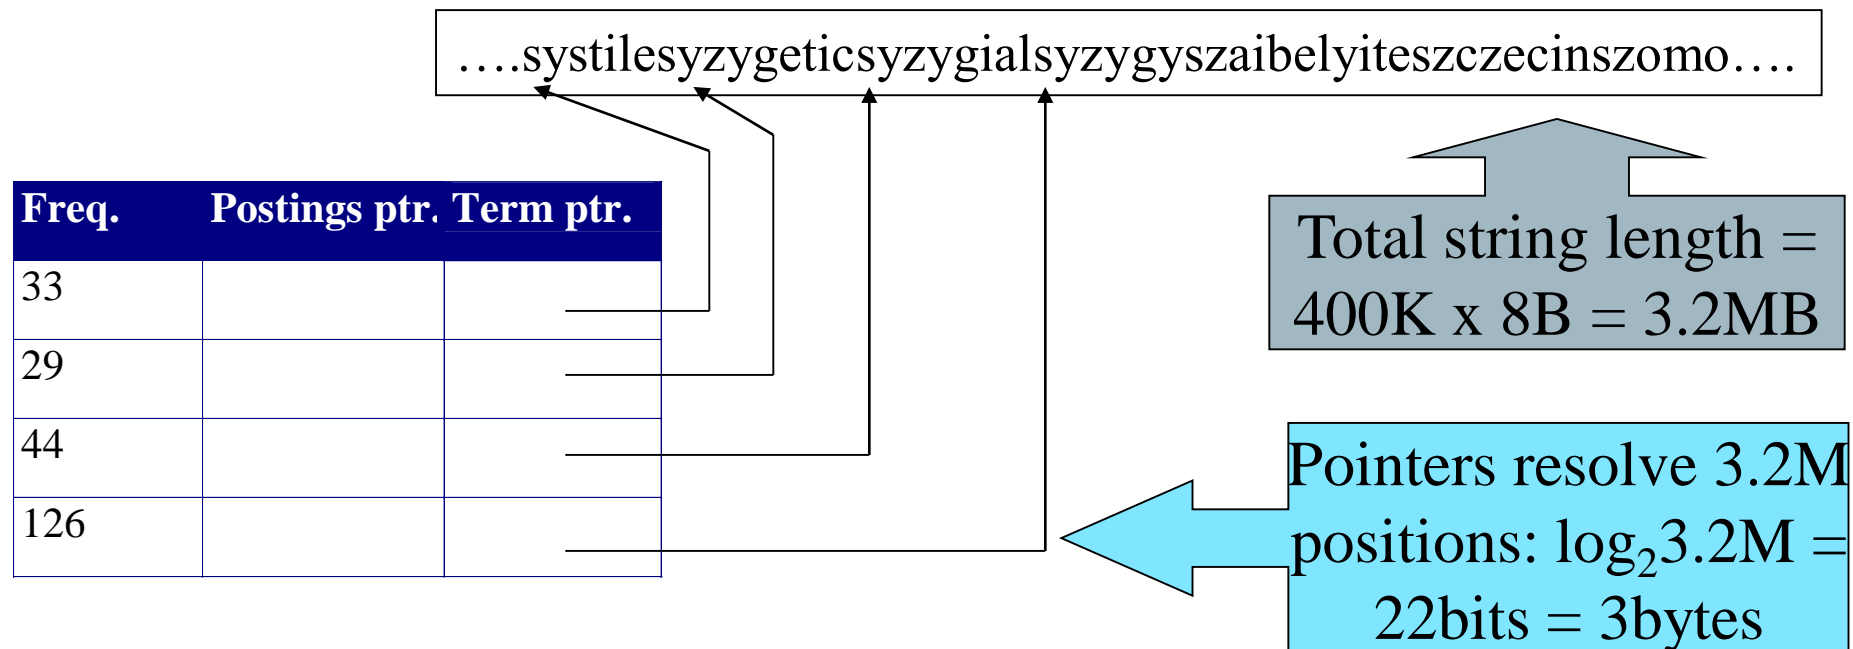 ….systilesyzygeticsyzygialsyzygyszaibelyiteszczecinszomo….
Freq. Postings ptr. Term ptr.
33
29
44
126
Total string length =
400K x 8B = 3.2MB
Pointers resolve 3.2M
positions: log₂3.2M =
22bits = 3bytes